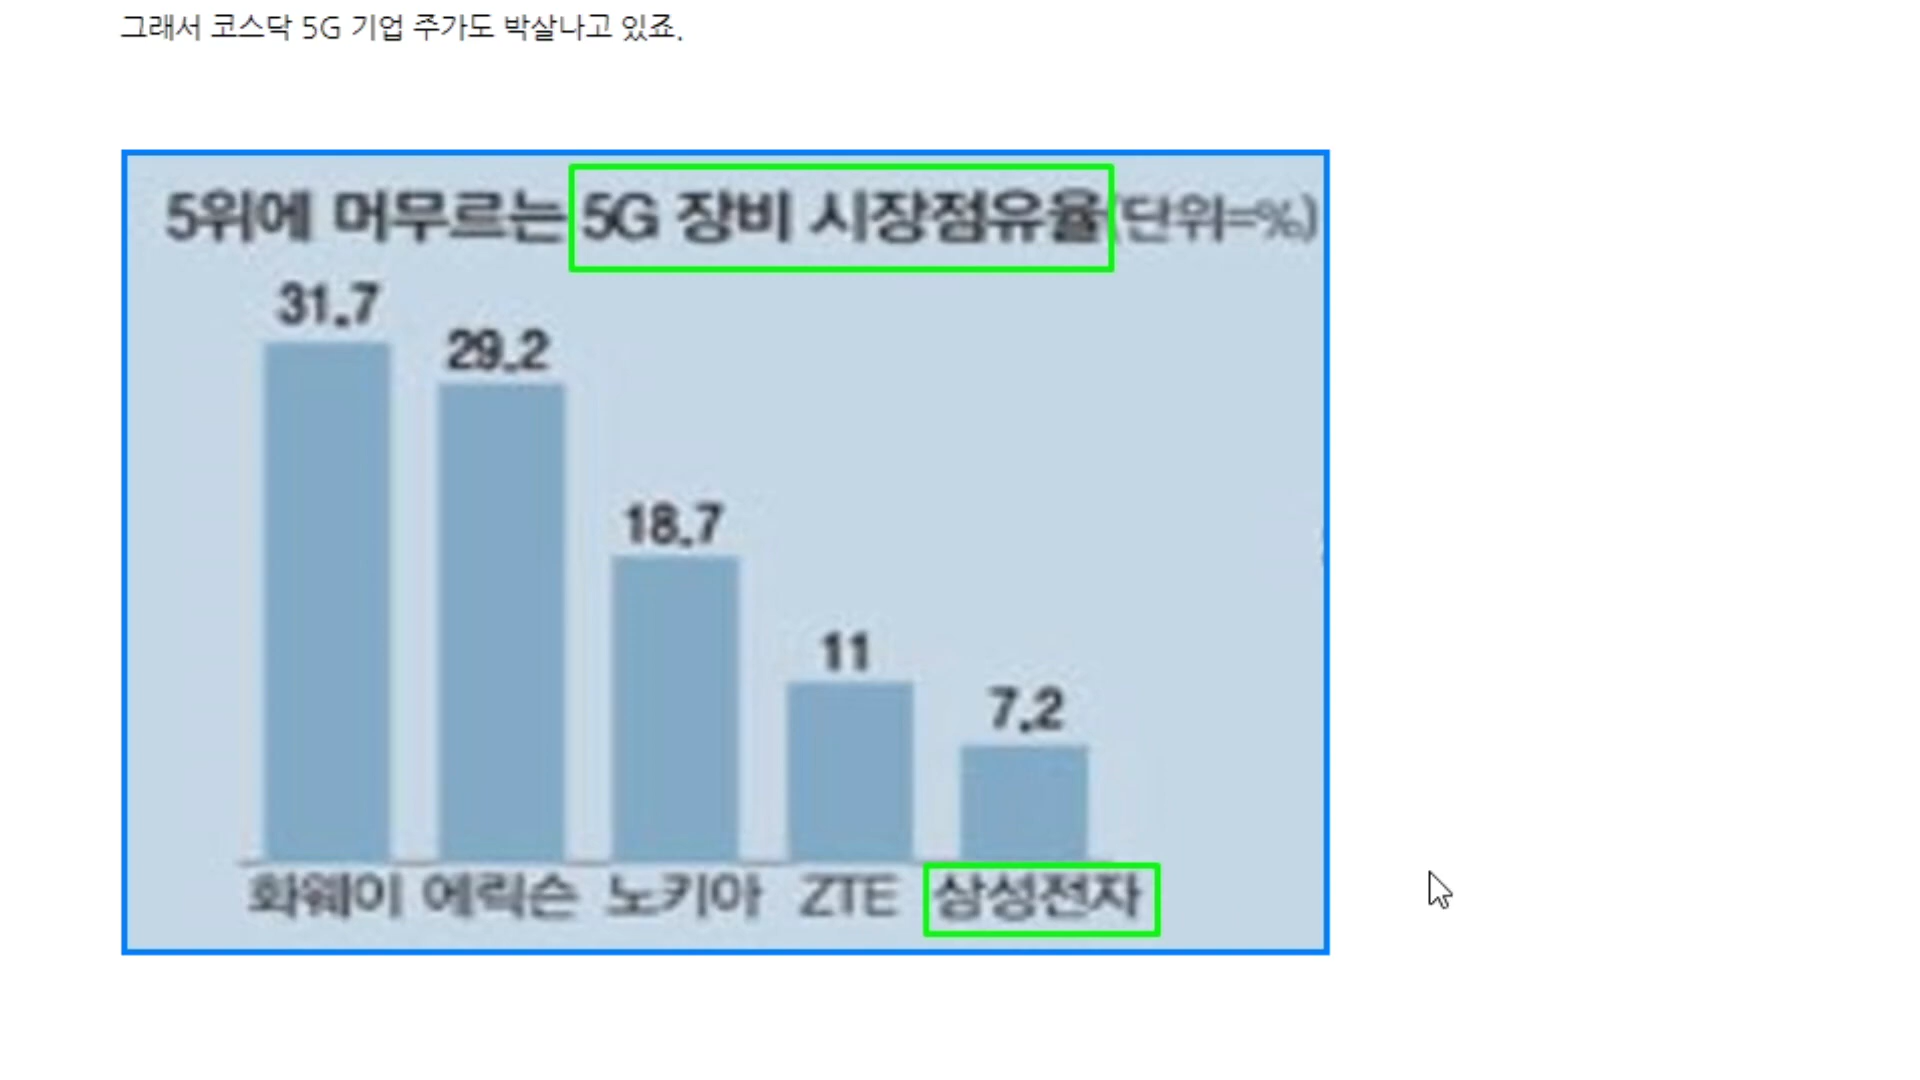 그래서 코스닥 5G 기업 주가도 박살나고 있죠.
5위에 머무르는 5G 장비 시장점유율(단위=%)
31.7
29.2
18.7
11
7.2
화웨이 에릭슨 노키아 ZTE 삼성전자